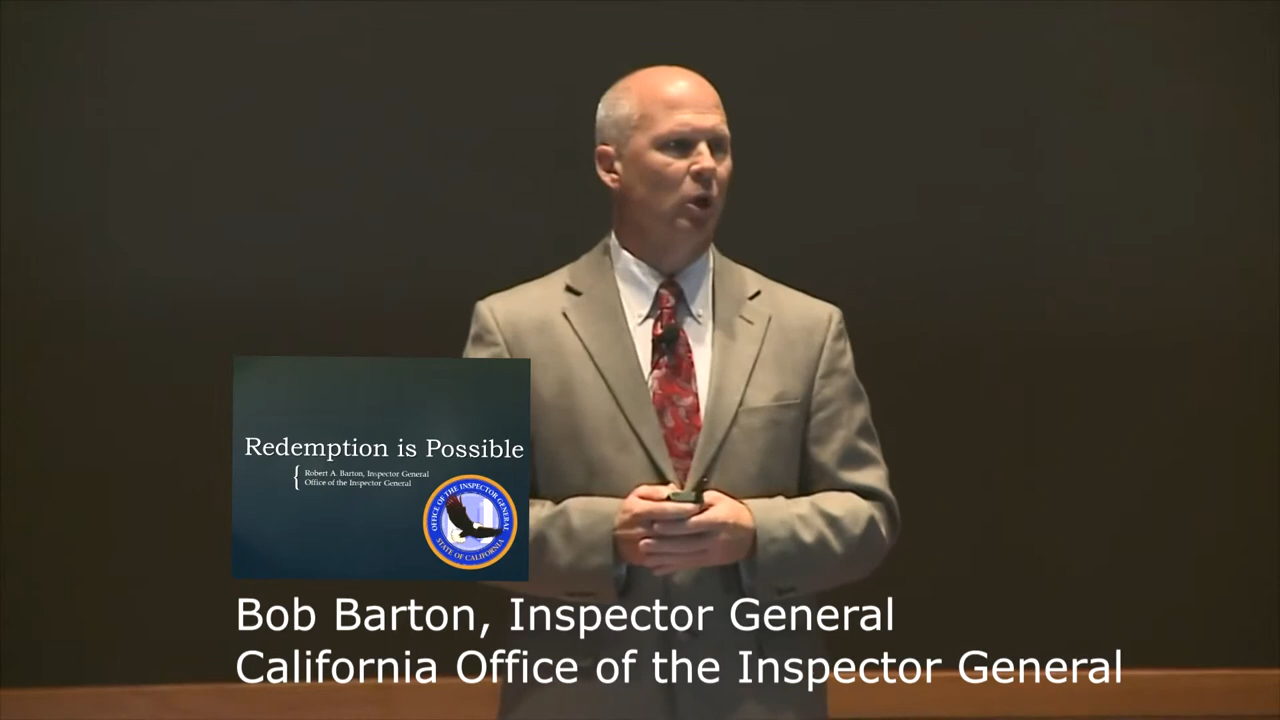 Redemption is Possible
Robert A. Barton, Inspector General
Office of the Inspector General
OFFICE OF THE INSPECTOR GENERAL
STATE OF CALIFORNIA
Bob Barton, Inspector General
California Office of the Inspector General